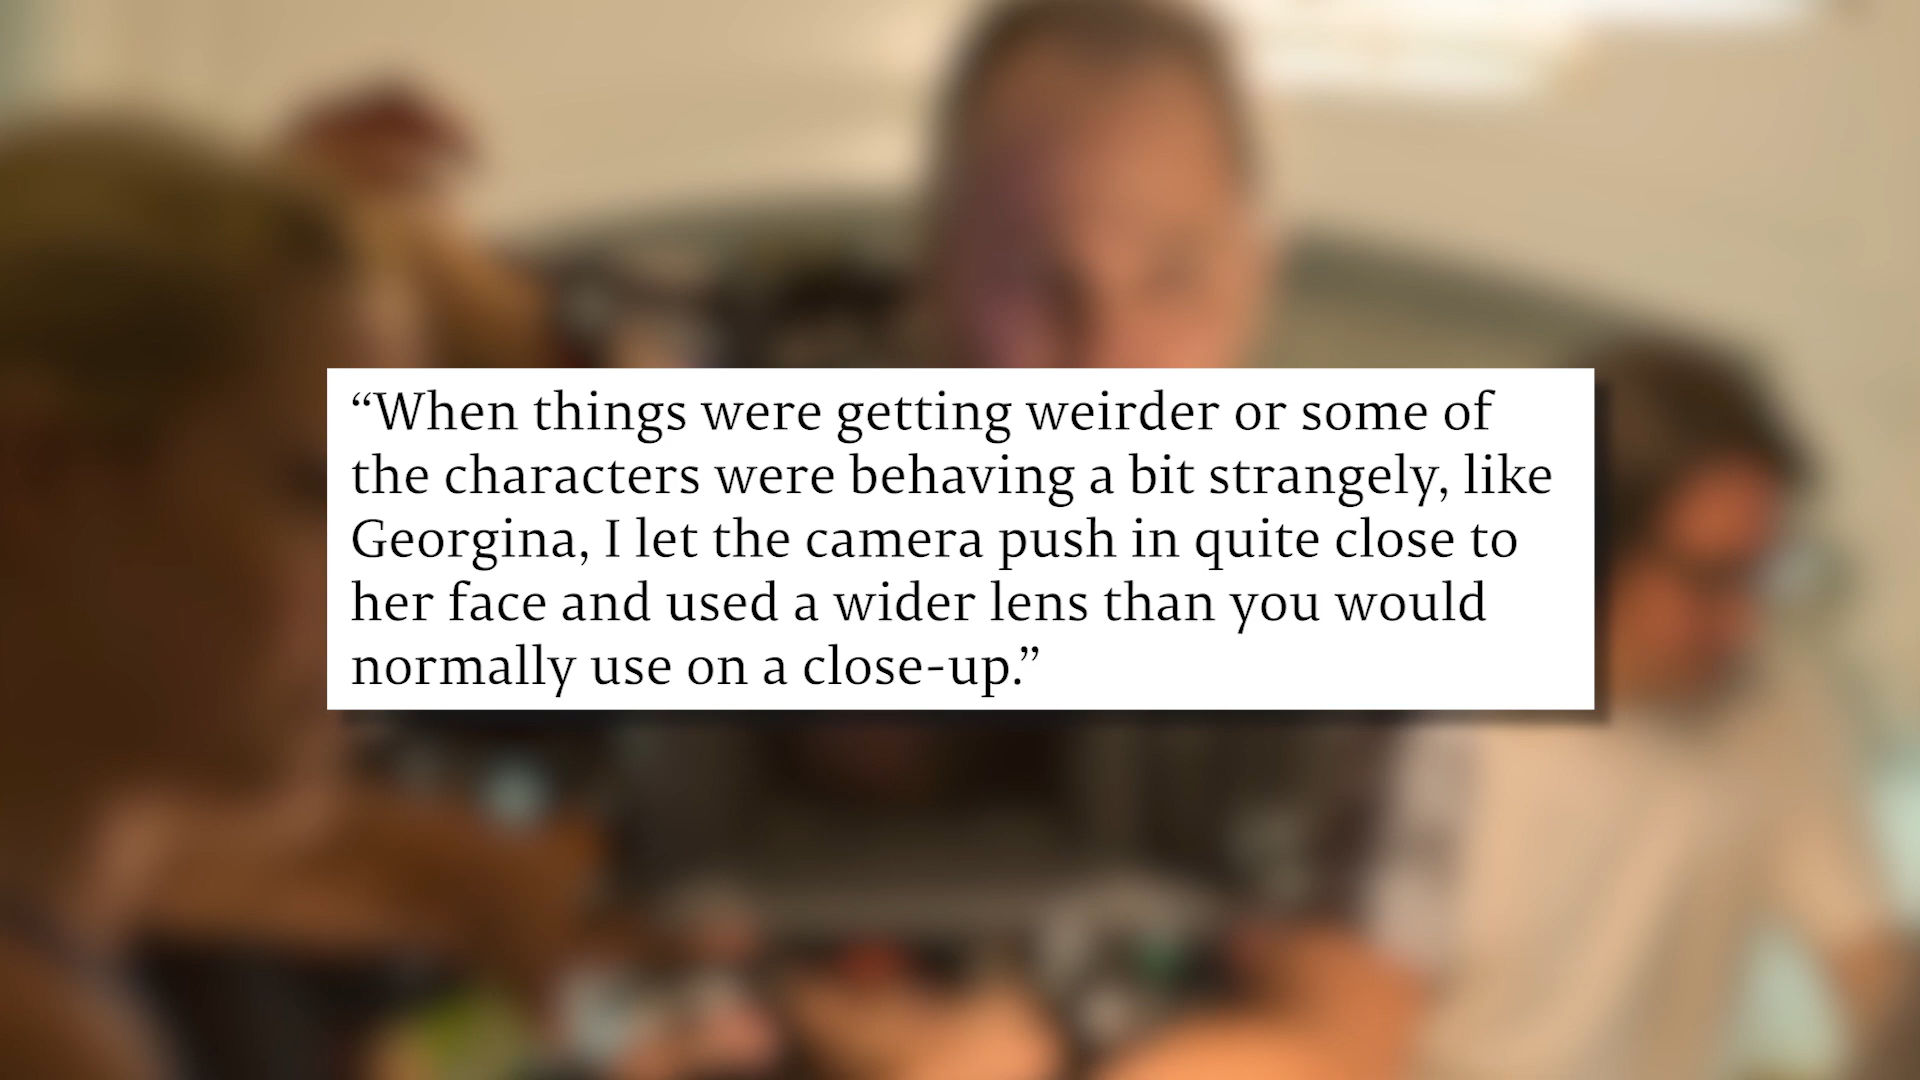 “When things were getting weirder or some of
the characters were behaving a bit strangely, like
Georgina, I let the camera push in quite close to
her face and used a wider lens than you would
normally use on a close-up.”